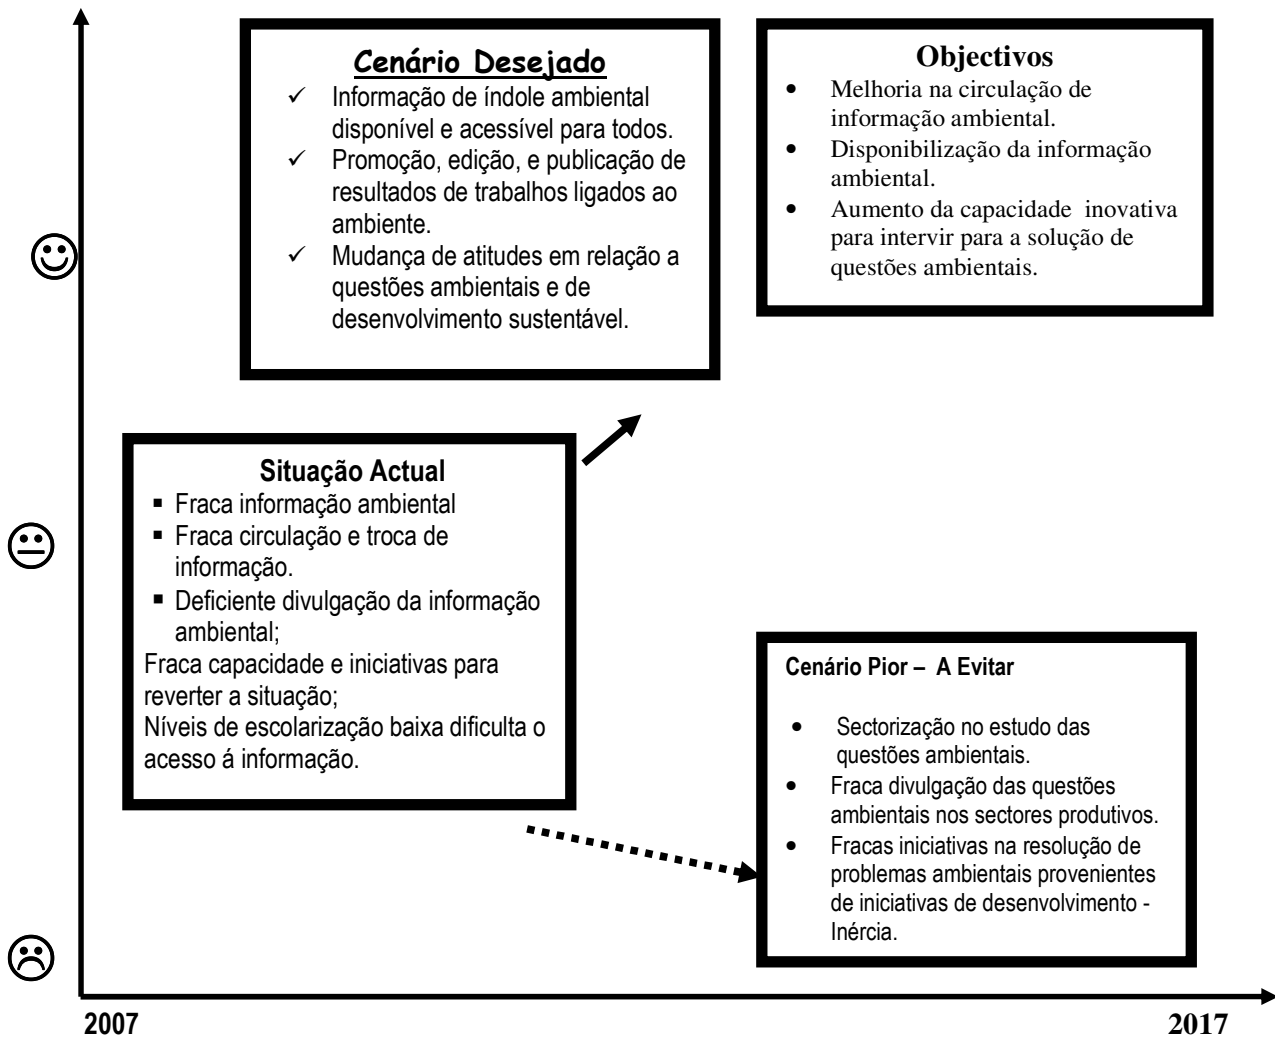 Cenário Desejado
✓ Informação de índole ambiental
disponível e acessível para todos.
✓ Promoção, edição, e publicação de
resultados de trabalhos ligados ao
ambiente.
✓ Mudança de atitudes em relação a
questões ambientais e de
desenvolvimento sustentável.
Objectivos
• Melhoria na circulação de
informação ambiental.
• Disponibilização da informação
ambiental.
• Aumento da capacidade inovativa
para intervir para a solução de
questões ambientais.
Situação Actual
▪ Fraca informação ambiental
▪ Fraca circulação e troca de
informação.
▪ Deficiente divulgação da informação
ambiental;
Fraca capacidade e iniciativas para
reverter a situação;
Níveis de escolarização baixa dificulta o
acesso á informação.
Cenário Pior – A Evitar
• Sectorização no estudo das
questões ambientais.
• Fraca divulgação das questões
ambientais nos sectores produtivos.
• Fracas iniciativas na resolução de
problemas ambientais provenientes
de iniciativas de desenvolvimento -
Inércia.
2007
2017